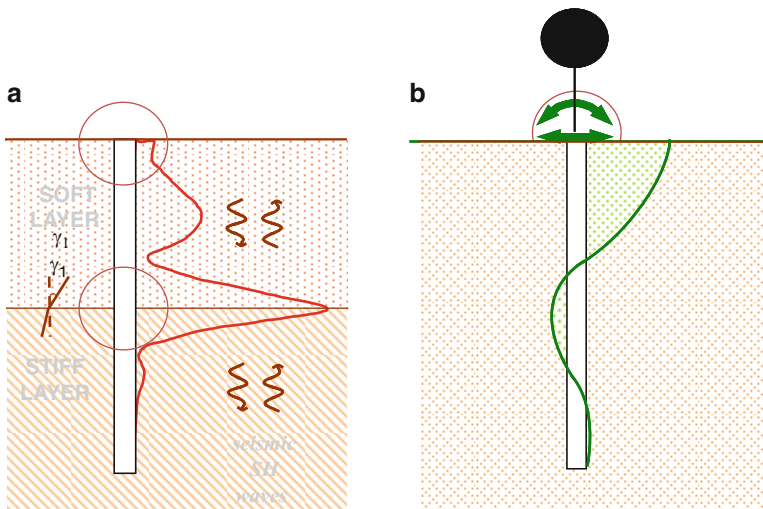 a
b
SOFT
LAYER
γ1
γ1
STIFF
LAYER
seismic
SH
waves